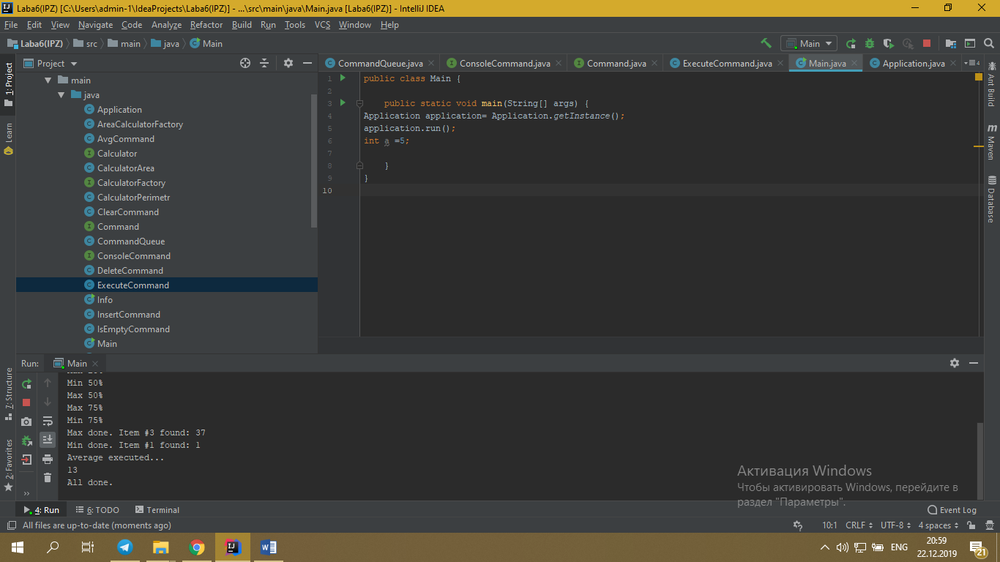 Laba6(IPZ) [C:\Users\admin-1\IdeaProjects\Laba6(IPZ)] - ...\src\main\java\Main.java [Laba6(IPZ)] - IntelliJ IDEA
File Edit View Navigate Code Analyze Refactor Build Run Tools VCS Window Help
Laba6(IPZ) src main java Main
Main
Project
CommandQueue.java ConsoleCommand.java Command.java ExecuteCommand.java Main.java Application.java
4
1: Project
Learn
7: Structure
2: Favorites
main
java
Application
AreaCalculatorFactory
AvgCommand
Calculator
CalculatorArea
CalculatorFactory
CalculatorPerimetr
ClearCommand
Command
CommandQueue
ConsoleCommand
DeleteCommand
ExecuteCommand
Info
InsertCommand
IsEmptyCommand
Main
1 public class Main {
2
3 public static void main(String[] args) {
4 Application application= Application.getInstance();
5 application.run();
6 int a =5;
7
8 }
9 }
10
Ant Build
Maven
Database
Run: Main
Min 50%
Max 50%
Max 75%
Min 75%
Max done. Item #3 found: 37
Min done. Item #1 found: 1
Average executed...
13
All done.
Активация Windows
Чтобы активировать Windows, перейдите в
раздел "Параметры".
4: Run 6: TODO Terminal Event Log
All files are up-to-date (moments ago) 10:1 CRLF UTF-8 4 spaces
ENG
20:59
22.12.2019
21